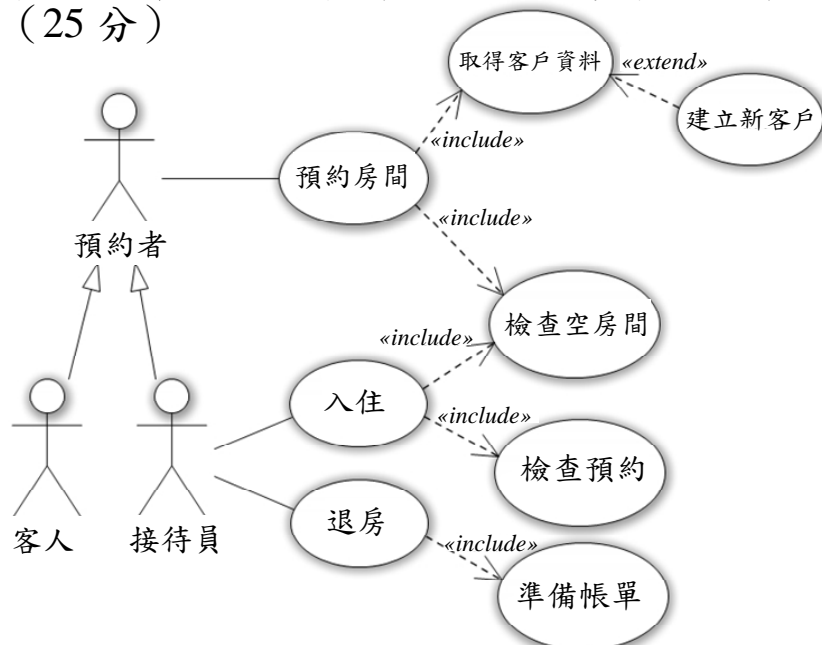 （25 分）
取得客戶資料
«extend»
建立新客戶
«include»
預約房間
預約者
«include»
檢查空房間
«include»
入住
«include»
檢查預約
客人
接待員
退房
«include»
準備帳單